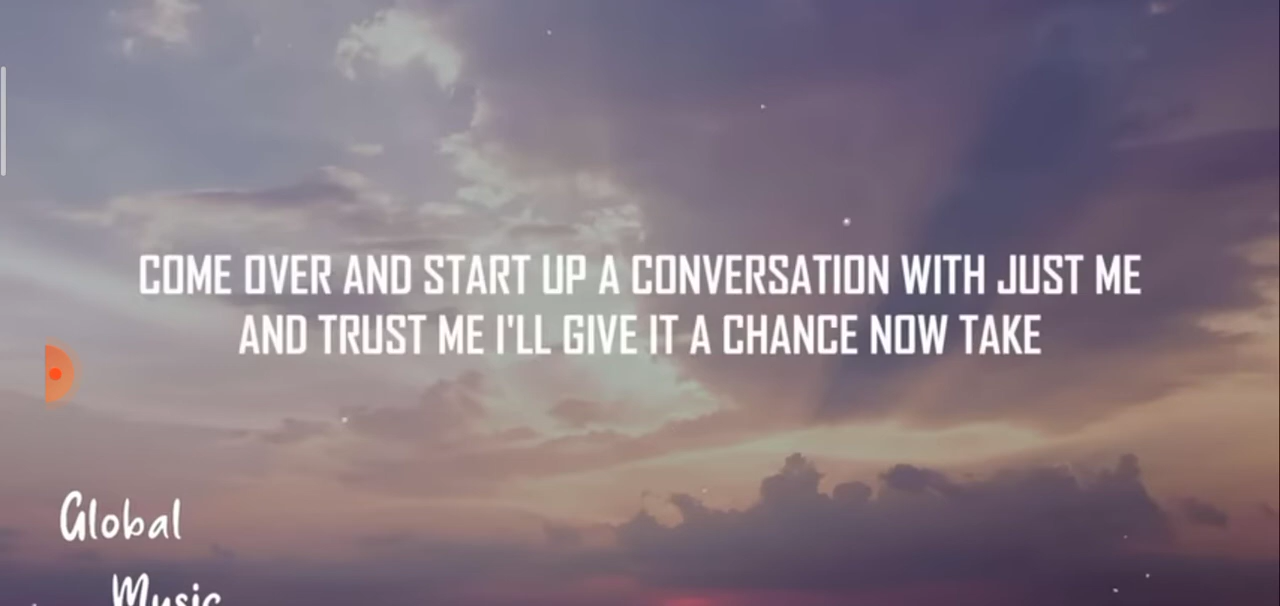 COME OVER AND START UP A CONVERSATION WITH JUST ME
AND TRUST ME I'LL GIVE IT A CHANCE NOW TAKE
Global
Music